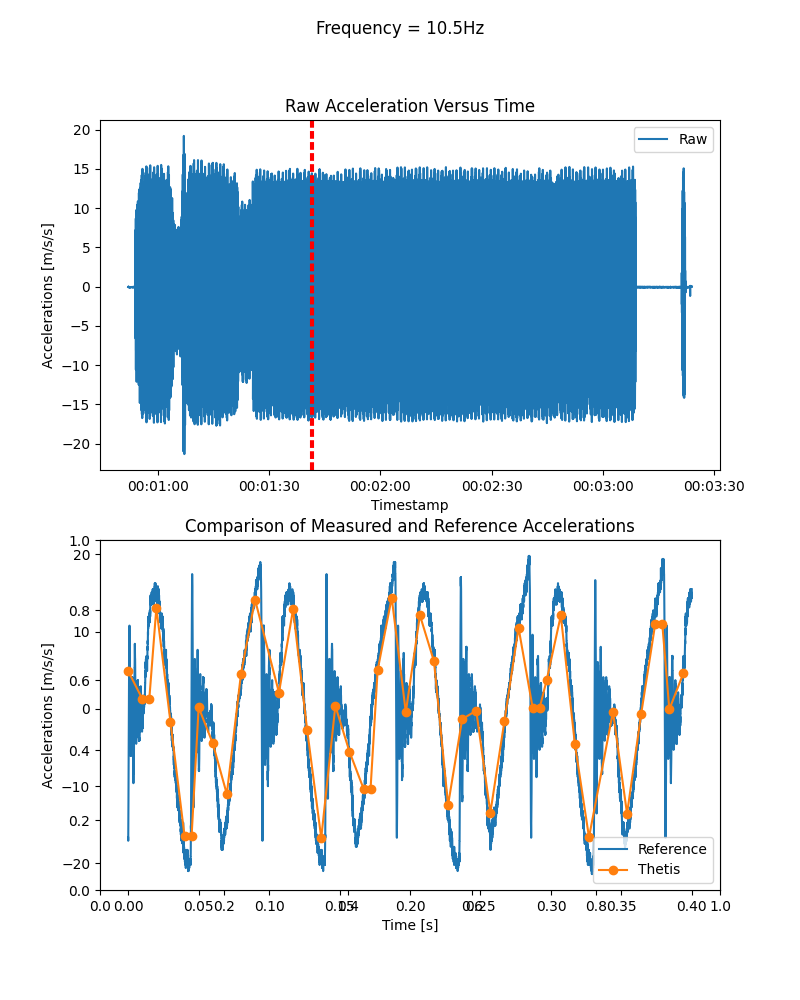 Frequency = 10.5Hz
Raw Acceleration Versus Time
20
15
10
5
0
−5
−10
−15
−20
Accelerations [m/s/s]
Raw
00:01:00 00:01:30 00:02:00 00:02:30 00:03:00 00:03:30
Timestamp
Comparison of Measured and Reference Accelerations
1.0
20
0.8
10
0.6
0
0.4
−10
0.2
−20
0.0
Accelerations [m/s/s]
Reference
Thetis
0.0 0.00 0.05 0.2 0.10 0.15 0.4 0.20 0.6 0.25 0.30 0.8 0.35 0.40 1.0
Time [s]